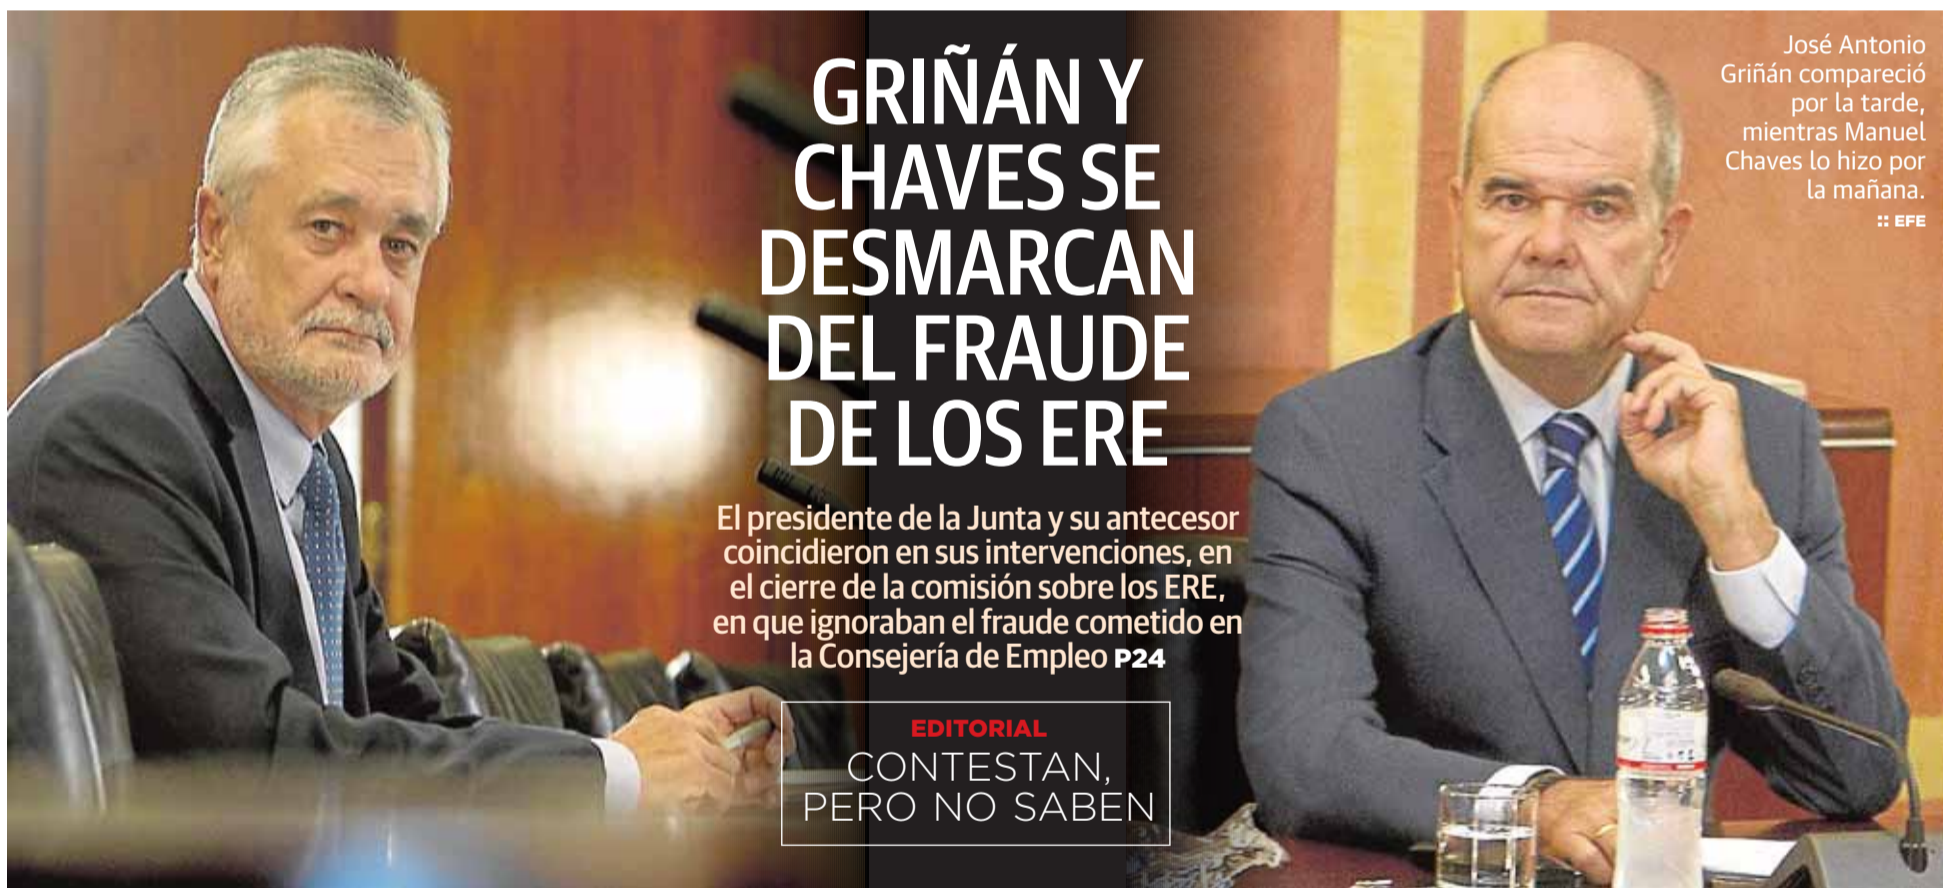 GRIÑÁN Y
CHAVES SE
DESMARCAN
DEL FRAUDE
DE LOS ERE
El presidente de la Junta y su antecesor
coincidieron en sus intervenciones, en
el cierre de la comisión sobre los ERE,
en que ignoraban el fraude cometido en
la Consejería de Empleo P24
EDITORIAL
CONTESTAN,
PERO NO SABEN
José Antonio
Griñán compareció
por la tarde,
mientras Manuel
Chaves lo hizo por
la mañana.
:: EFE